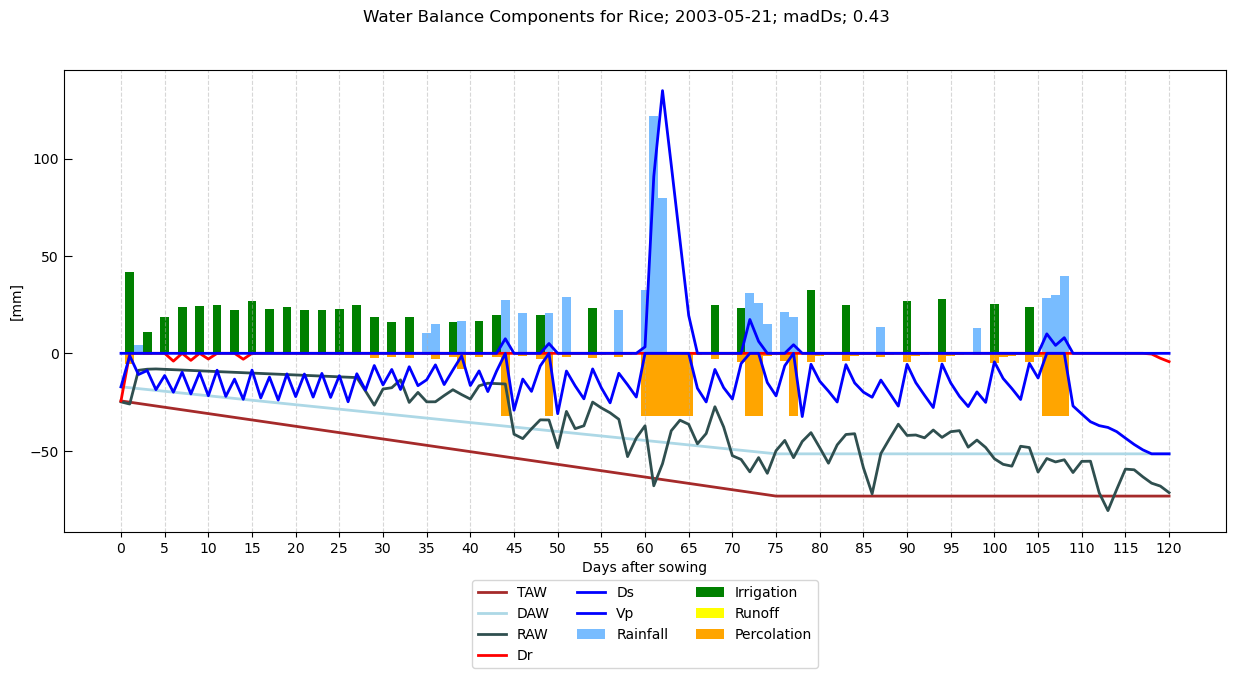 Water Balance Components for Rice; 2003-05-21; madDs; 0.43
[mm]
100
50
0
−50
0 5 10 15 20 25 30 35 40 45 50 55 60 65 70 75 80 85 90 95 100 105 110 115 120
Days after sowing
TAW Ds Irrigation
DAW Vp Runoff
RAW Rainfall Percolation
Dr